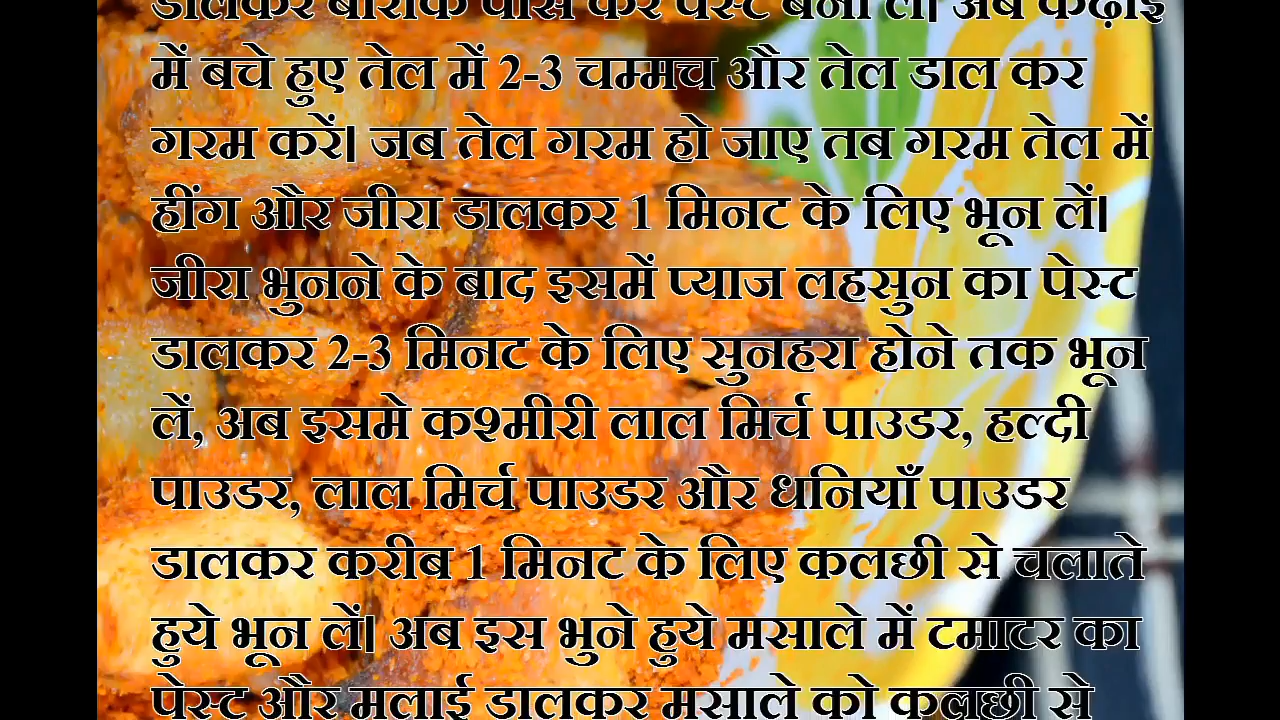 डालकर बारीक पीस कर पेस्ट बना लें| अब कढ़ाई
में बचे हुए तेल में 2-3 चम्मच और तेल डाल कर
गरम करें| जब तेल गरम हो जाए तब गरम तेल में
हींग और जीरा डालकर 1 मिनट के लिए भून लें|
जीरा भुनने के बाद इसमें प्याज लहसुन का पेस्ट
डालकर 2-3 मिनट के लिए सुनहरा होने तक भून
लें, अब इसमे कश्मीरी लाल मिर्च पाउडर, हल्दी
पाउडर, लाल मिर्च पाउडर और धनियाँ पाउडर
डालकर करीब 1 मिनट के लिए कलछी से चलाते
हुये भून लें| अब इस भुने हुये मसाले में टमाटर का
पेस्ट और मलाई डालकर मसाले को कलछी से